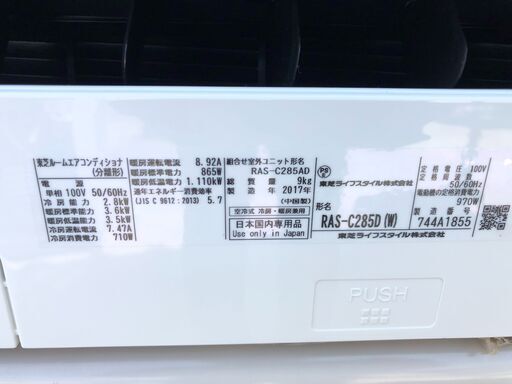 東芝ルームエアコンディショナ
(分離形)
電源
単相 100V 50/60Hz
冷房能力 2.8kW
暖房標準能力 3.6kW
暖房低温能力 3.5kW
冷房運転電流 7.47A
冷房消費電力 710W
暖房運転電流 8.92A
暖房標準消費電力 865W
暖房低温消費電力 1.110kW
通年エネルギー消費効率
(JIS C 9612:2013) 5.7
組合せ室外ユニット形名
RAS-C285AD
総質量 9kg
製造年 2017年
(中国製)
空冷式 冷房・暖房兼用
日本国内専用品
Use only in Japan
PS E
東芝ライフスタイル株式会社
形名
RAS-C285D(W)
定格電圧 100V
定格周波数
50/60Hz
電動機の定格消費電力
970W
製造番号
744A1855
東芝ライフスタイル株式会社
PUSH